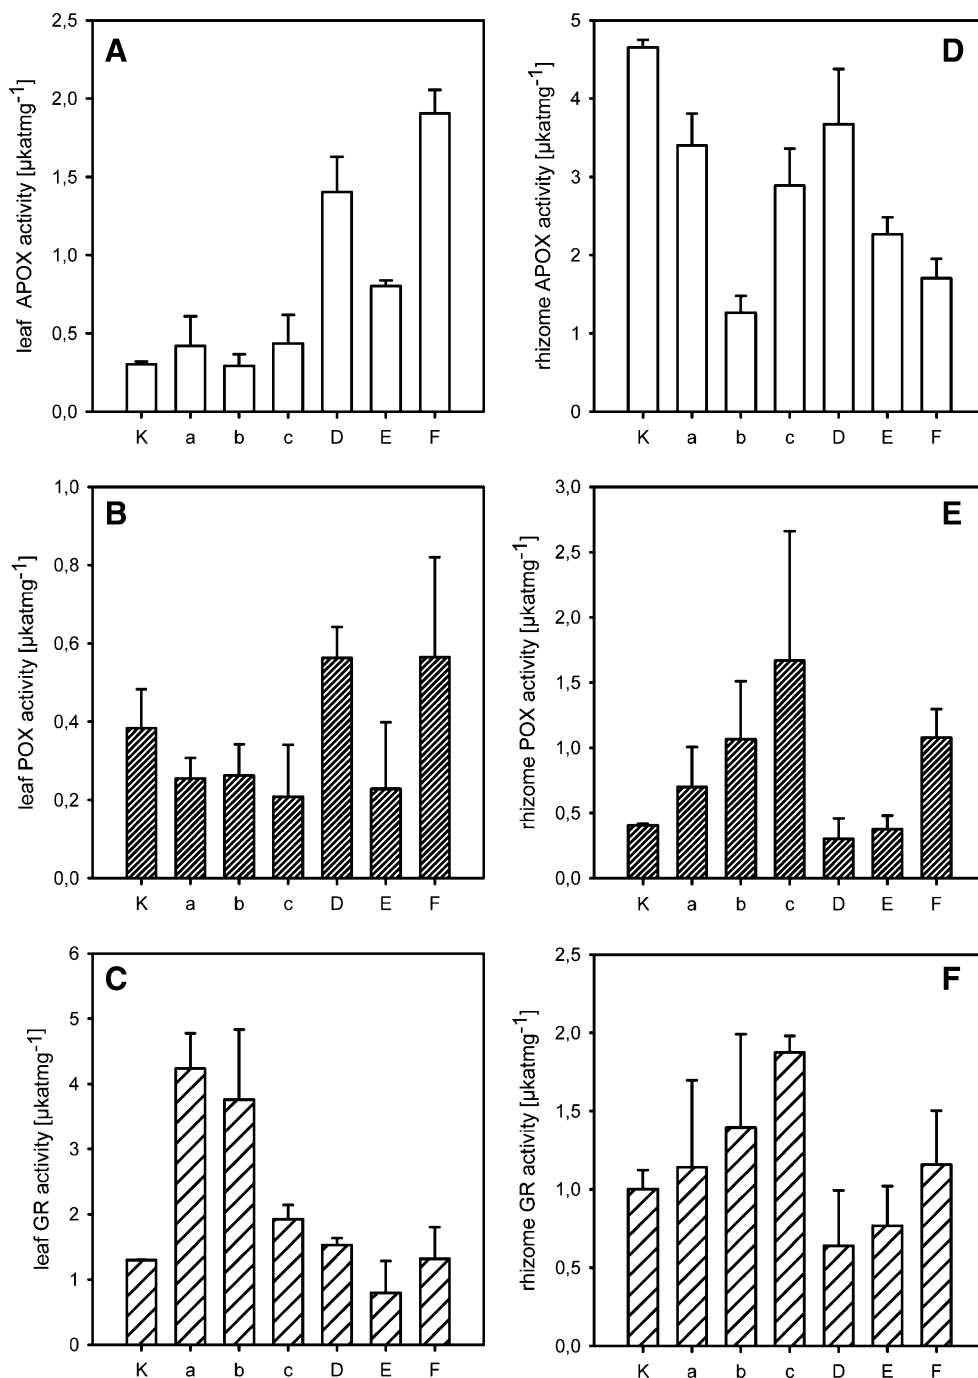 A
leaf APOX activity [µkatmg-1]
2,5
2,0
1,5
1,0
0,5
0,0
K a b c D E F
D
rhizome APOX activity [µkatmg-1]
5
4
3
2
1
0
K a b c D E F
B
leaf POX activity [µkatmg-1]
1,0
0,8
0,6
0,4
0,2
0,0
K a b c D E F
E
rhizome POX activity [µkatmg-1]
3,0
2,5
2,0
1,5
1,0
0,5
0,0
K a b c D E F
C
leaf GR activity [µkatmg-1]
6
5
4
3
2
1
0
K a b c D E F
F
rhizome GR activity [µkatmg-1]
2,5
2,0
1,5
1,0
0,5
0,0
K a b c D E F